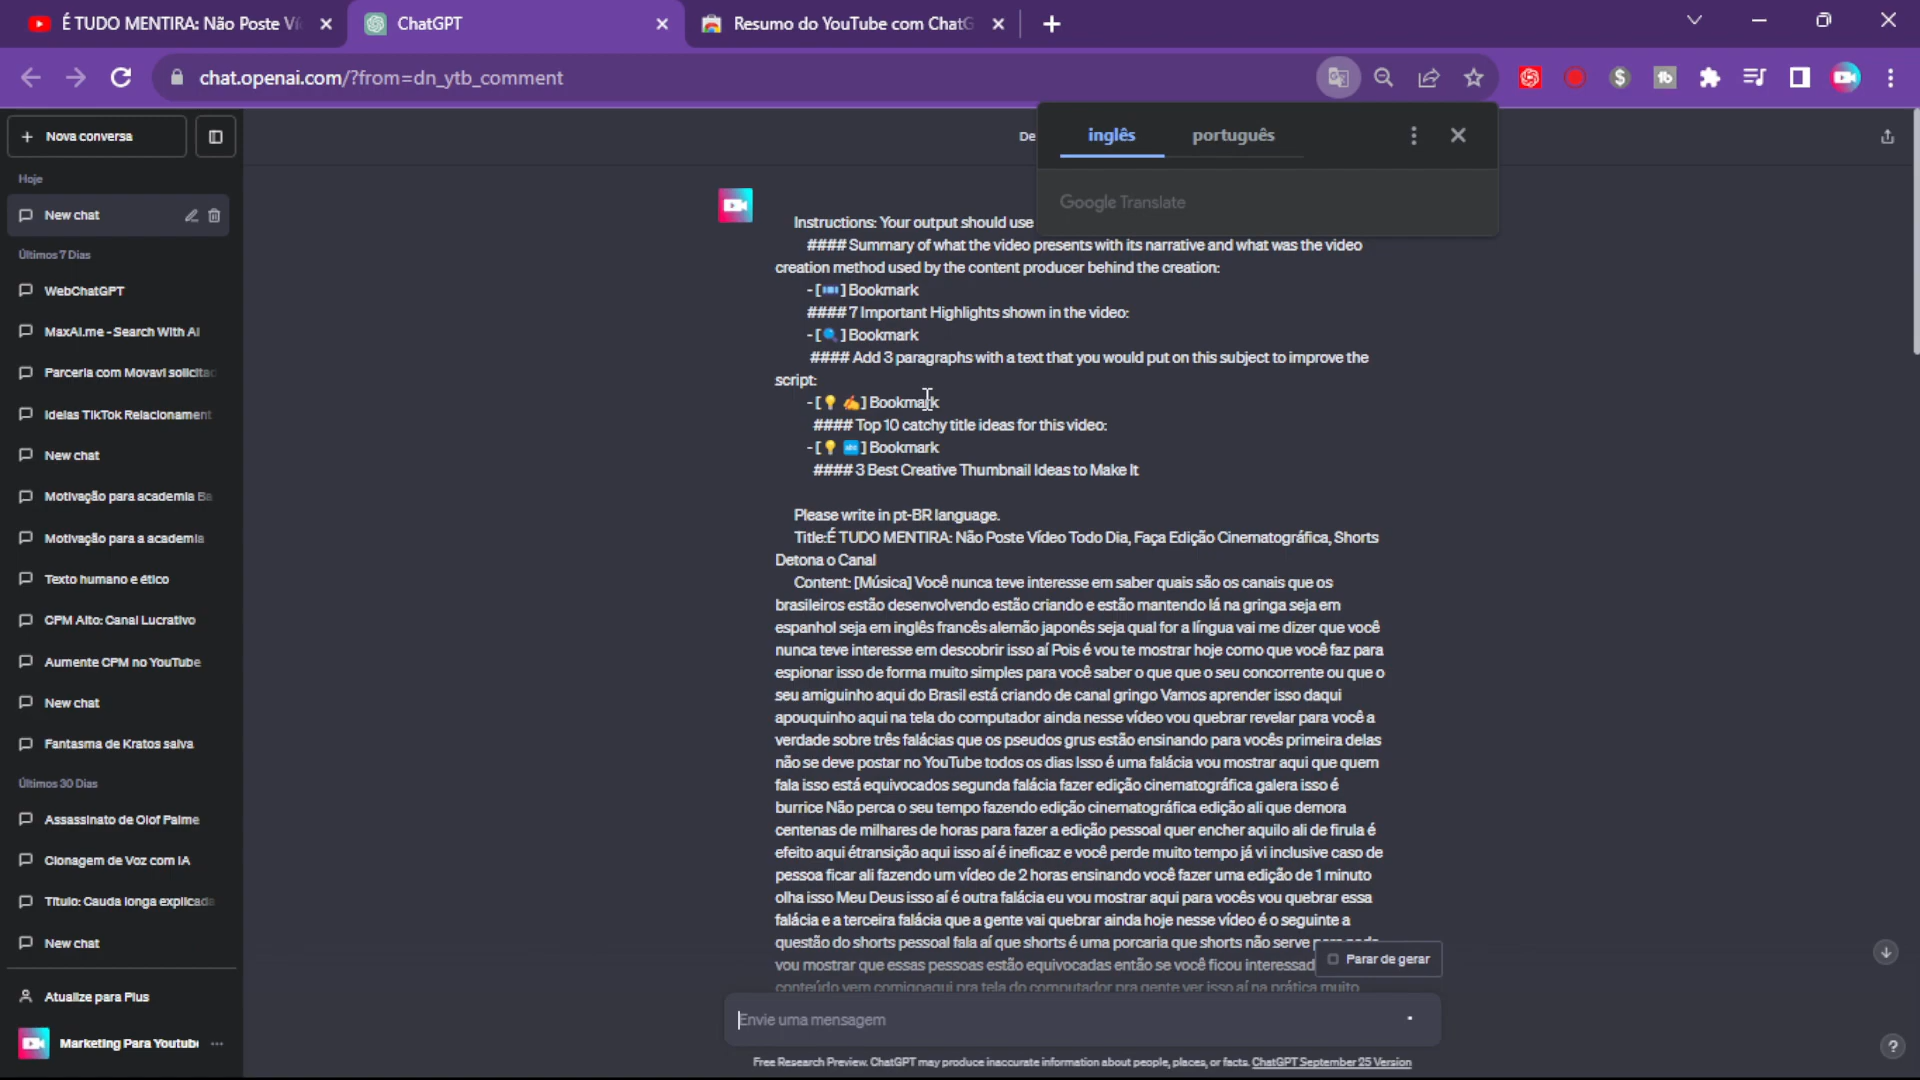 É TUDO MENTIRA: Não Poste Ví
ChatGPT
Resumo do YouTube com ChatG
chat.openai.com/?from=dn_ytb_comment
inglês
português
Google Translate
Nova conversa
Hoje
New chat
Últimos 7 Dias
WebChatGPT
MaxAI.me - Search With AI
Parceria com Movavi solicitac
Ideias TikTok Relacionament
New chat
Motivação para academia Ba
Motivação para a academia
Texto humano e ético
CPM Alto: Canal Lucrativo
Aumente CPM no YouTube
New chat
Fantasma de Kratos salva
Últimos 30 Dias
Assassinato de Olof Palme
Clonagem de Voz com IA
Título: Cauda longa explicada
New chat
Atualize para Plus
Marketing Para Youtub
De
Instructions: Your output should use
#### Summary of what the video presents with its narrative and what was the video
creation method used by the content producer behind the creation:
- [🎟️] Bookmark
#### 7 Important Highlights shown in the video:
- [🔍] Bookmark
#### Add 3 paragraphs with a text that you would put on this subject to improve the
script:
- [💡 ✍️] Bookmark
#### Top 10 catchy title ideas for this video:
- [💡 🔤] Bookmark
#### 3 Best Creative Thumbnail Ideas to Make It
Please write in pt-BR language.
Title:É TUDO MENTIRA: Não Poste Vídeo Todo Dia, Faça Edição Cinematográfica, Shorts
Detona o Canal
Content: [Música] Você nunca teve interesse em saber quais são os canais que os
brasileiros estão desenvolvendo estão criando e estão mantendo lá na gringa seja em
espanhol seja em inglês francês alemão japonês seja qual for a língua vai me dizer que você
nunca teve interesse em descobrir isso aí Pois é vou te mostrar hoje como que você faz para
espionar isso de forma muito simples para você saber o que que o seu concorrente ou que o
seu amiguinho aqui do Brasil está criando de canal gringo Vamos aprender isso daqui
apouquinho aqui na tela do computador ainda nesse vídeo vou quebrar revelar para você a
verdade sobre três falácias que os pseudos grus estão ensinando para vocês primeira delas
não se deve postar no YouTube todos os dias Isso é uma falácia vou mostrar aqui que quem
fala isso está equivocados segunda falácia fazer edição cinematográfica galera isso é
burrice Não perca o seu tempo fazendo edição cinematográfica edição ali que demora
centenas de milhares de horas para fazer a edição pessoal quer encher aquilo ali de firula é
efeito aqui étransição aqui isso aí é ineficaz e você perde muito tempo já vi inclusive caso de
pessoa ficar ali fazendo um vídeo de 2 horas ensinando você fazer uma edição de 1 minuto
olha isso Meu Deus isso aí é outra falácia eu vou mostrar aqui para vocês vou quebrar essa
falácia e a terceira falácia que a gente vai quebrar ainda hoje nesse vídeo é o seguinte a
questão do shorts pessoal fala aí que shorts é uma porcaria que shorts não serve para nada
vou mostrar que essas pessoas estão equivocadas então se você ficou interessad
conteúdo vem comigoaqui pra tela do computador pra gente ver isso aí na prática muito
Parar de gerar
Envie uma mensagem
Free Research Preview. ChatGPT may produce inaccurate information about people, places, or facts. ChatGPT September 25 Version